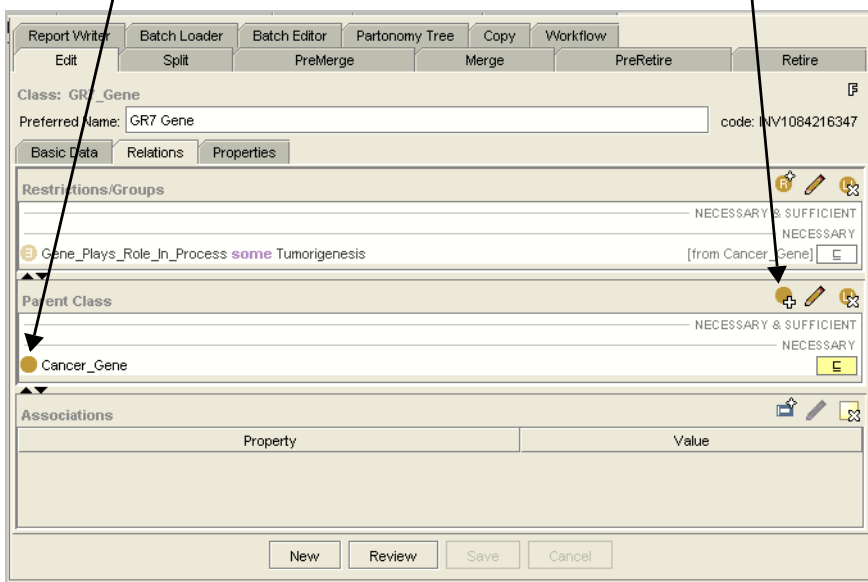 Report Writer Batch Loader Batch Editor Partonomy Tree Copy Workflow
Edit Split PreMerge Merge PreRetire Retire
Class: GR7_Gene
Preferred Name: GR7 Gene code: INV1084216347
Basic Data Relations Properties
Restrictions/Groups
NECESSARY & SUFFICIENT
NECESSARY
Gene_Plays_Role_In_Process some Tumorigenesis [from Cancer_Gene] ⊑
Parent Class
NECESSARY & SUFFICIENT
NECESSARY
Cancer_Gene ⊑
Associations
Property Value
New Review Save Cancel